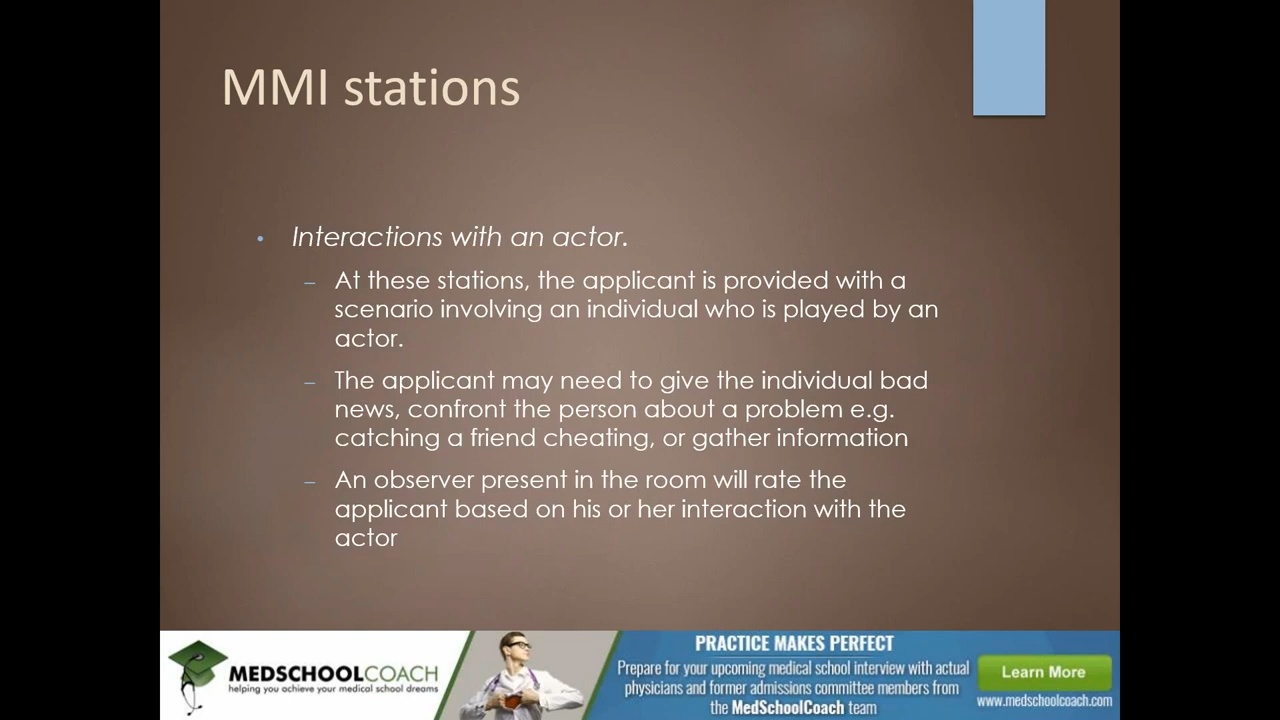 MMI stations
• Interactions with an actor.
– At these stations, the applicant is provided with a
scenario involving an individual who is played by an
actor.
– The applicant may need to give the individual bad
news, confront the person about a problem e.g.
catching a friend cheating, or gather information
– An observer present in the room will rate the
applicant based on his or her interaction with the
actor
MEDSCHOOLCOACH
helping you achieve your medical school dreams
PRACTICE MAKES PERFECT
Prepare for your upcoming medical school interview with actual
physicians and former admissions committee members from
the MedSchoolCoach team
Learn More
www.medschoolcoach.com